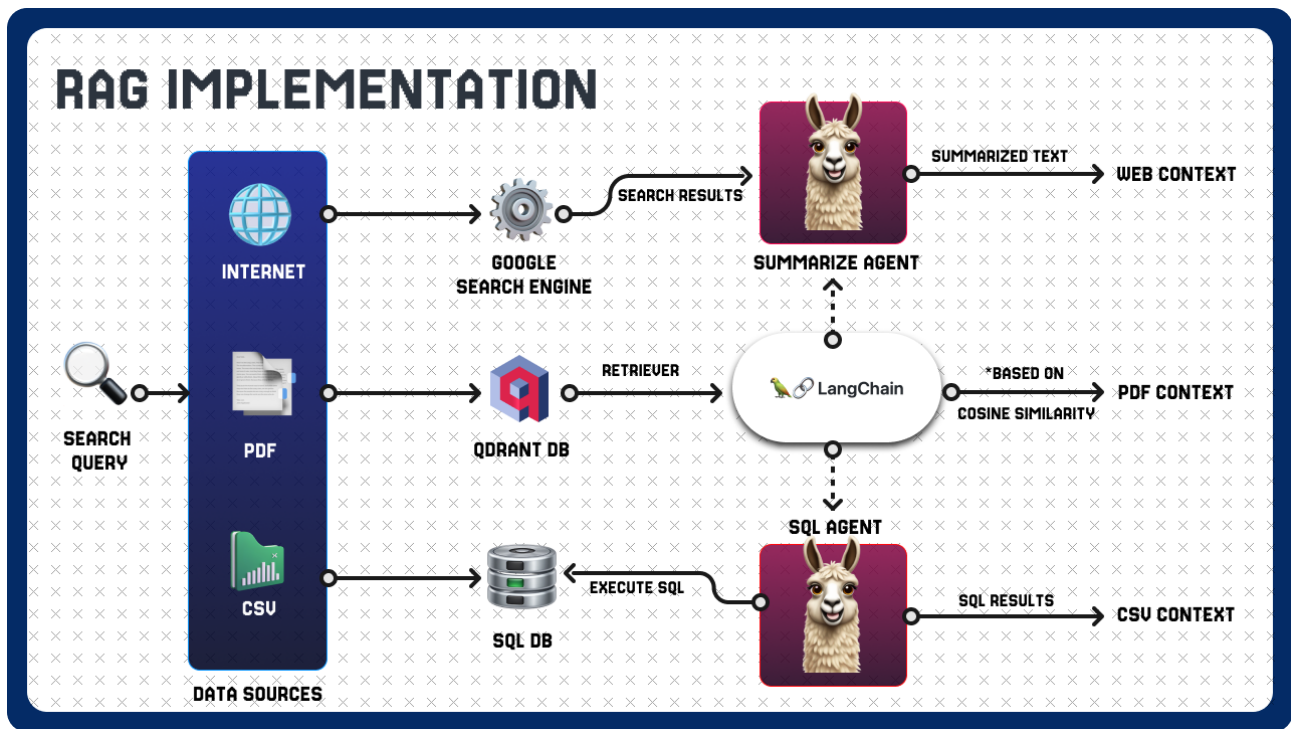 RAG IMPLEMENTATION
INTERNET
PDF
CSV
DATA SOURCES
SEARCH
QUERY
GOOGLE
SEARCH ENGINE
QDRANT DB
SQL DB
SEARCH RESULTS
RETRIEVER
EXECUTE SQL
SUMMARIZE AGENT
LangChain
SQL AGENT
SUMMARIZED TEXT
WEB CONTEXT
*BASED ON
COSINE SIMILARITY
PDF CONTEXT
SQL RESULTS
CSV CONTEXT